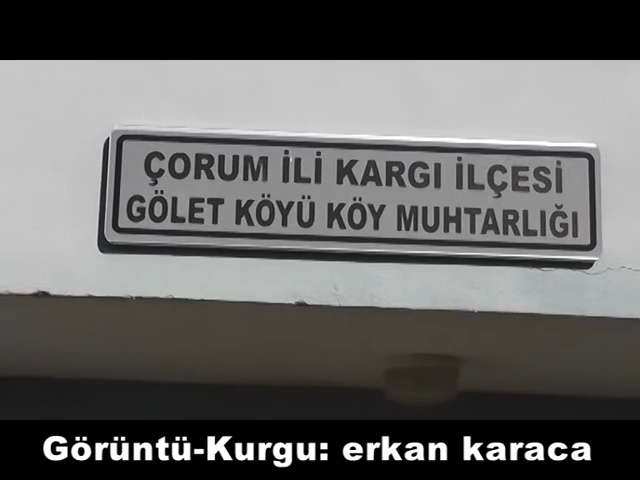 ÇORUM İLİ KARGI İLÇESİ
GÖLET KÖYÜ KÖY MUHTARLIĞI
Görüntü-Kurgu: erkan karaca